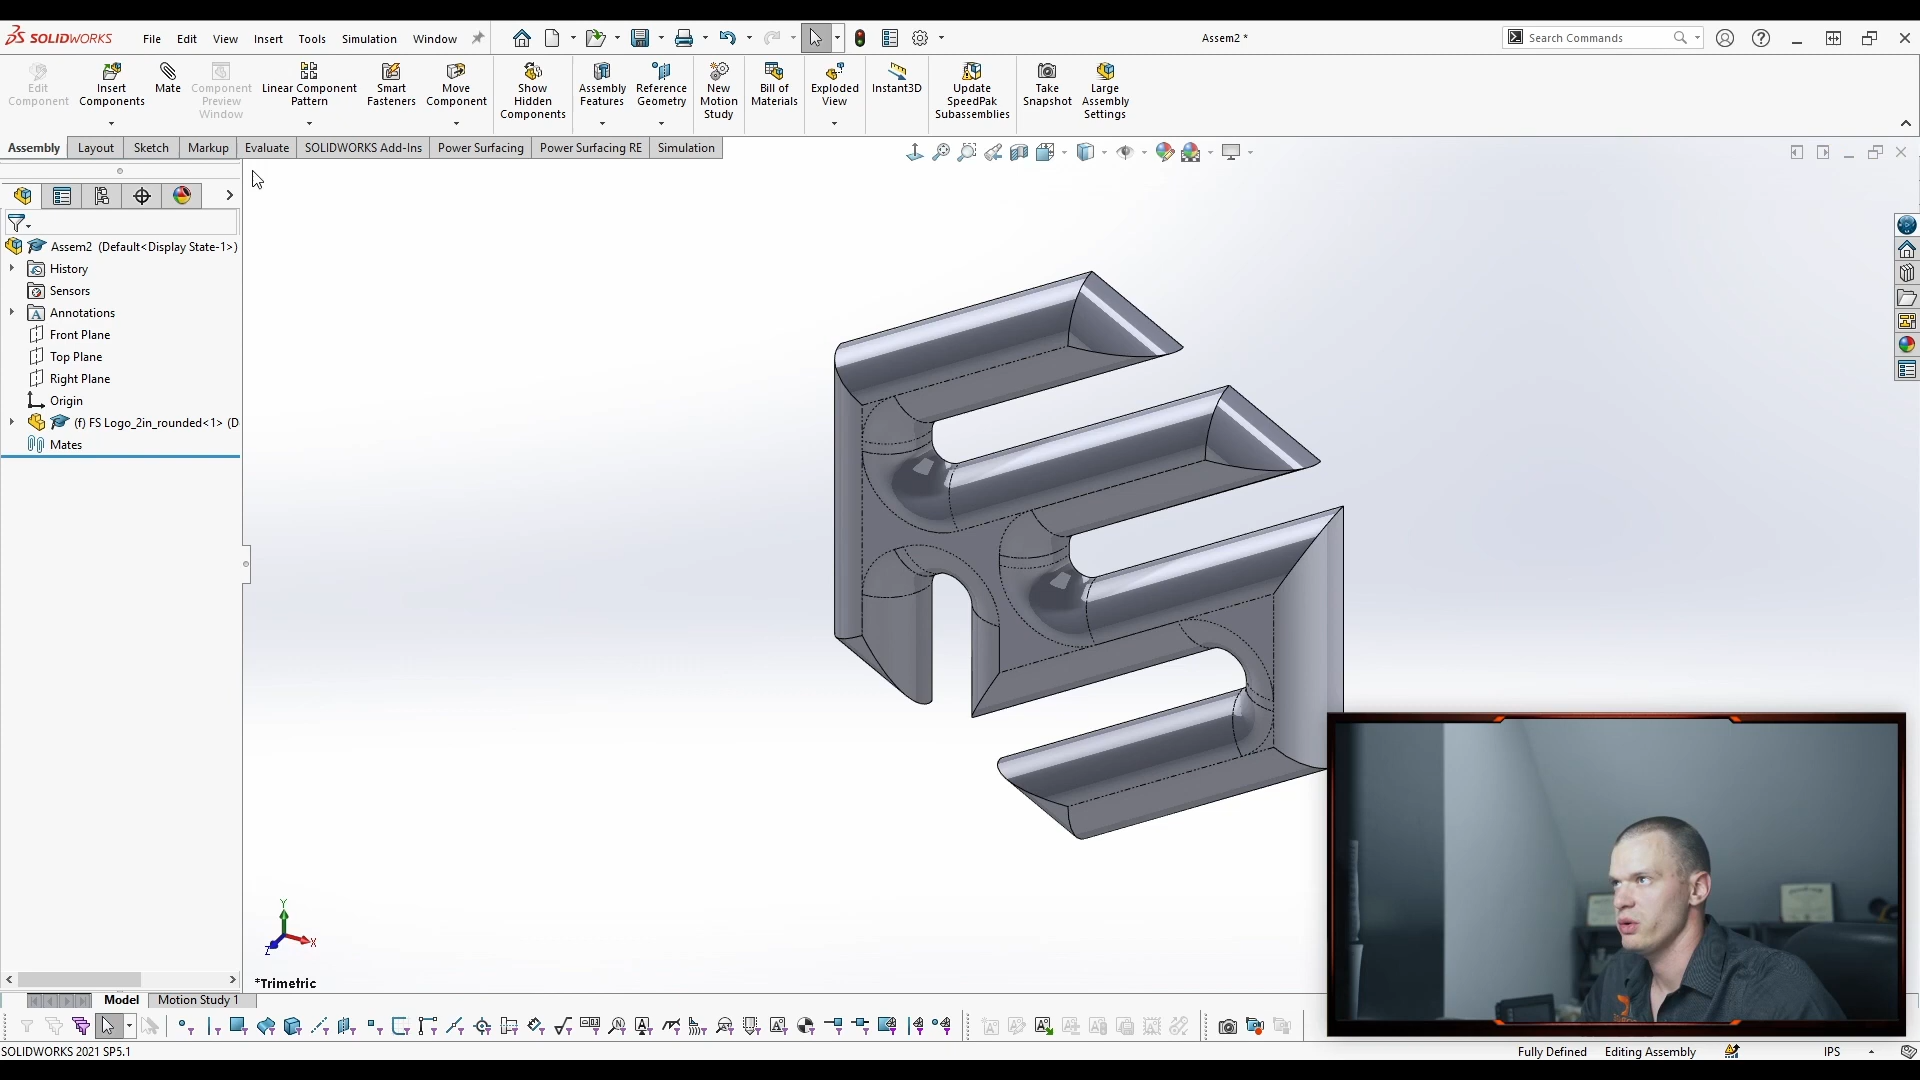 SOLIDWORKS
File Edit View Insert Tools Simulation Window
Assem2 *
Search Commands
Edit Component
Insert Components
Mate
Component Preview Window
Linear Component Pattern
Smart Fasteners
Move Component
Show Hidden Components
Assembly Features
Reference Geometry
New Motion Study
Bill of Materials
Exploded View
Instant3D
Update SpeedPak Subassemblies
Take Snapshot
Large Assembly Settings
Assembly Layout Sketch Markup Evaluate SOLIDWORKS Add-Ins Power Surfacing Power Surfacing RE Simulation
Assem2 (Default<Display State-1>)
History
Sensors
Annotations
Front Plane
Top Plane
Right Plane
Origin
(f) FS Logo_2in_rounded<1> (D
Mates
Y
X
Z
*Trimetric
Model Motion Study 1
SOLIDWORKS 2021 SP5.1
Fully Defined Editing Assembly IPS